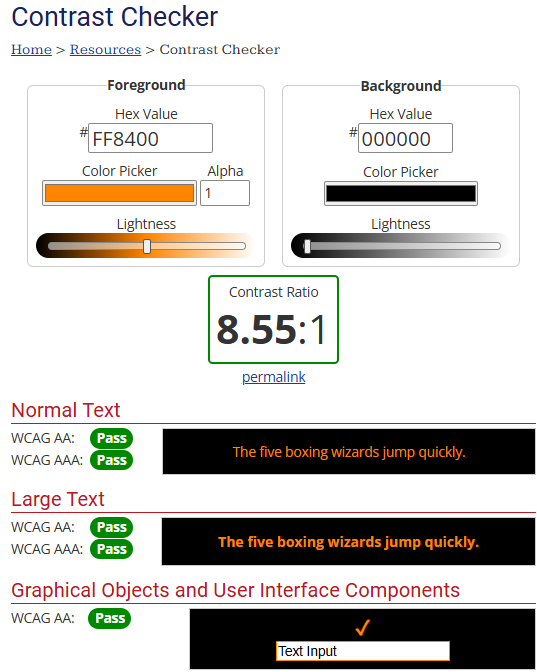 Contrast Checker
Home > Resources > Contrast Checker
Foreground
Hex Value
#FF8400
Color Picker Alpha
1
Lightness
Background
Hex Value
#000000
Color Picker
Lightness
Contrast Ratio
8.55:1
permalink
Normal Text
WCAG AA: Pass
WCAG AAA: Pass
The five boxing wizards jump quickly.
Large Text
WCAG AA: Pass
WCAG AAA: Pass
The five boxing wizards jump quickly.
Graphical Objects and User Interface Components
WCAG AA: Pass
✓
Text Input